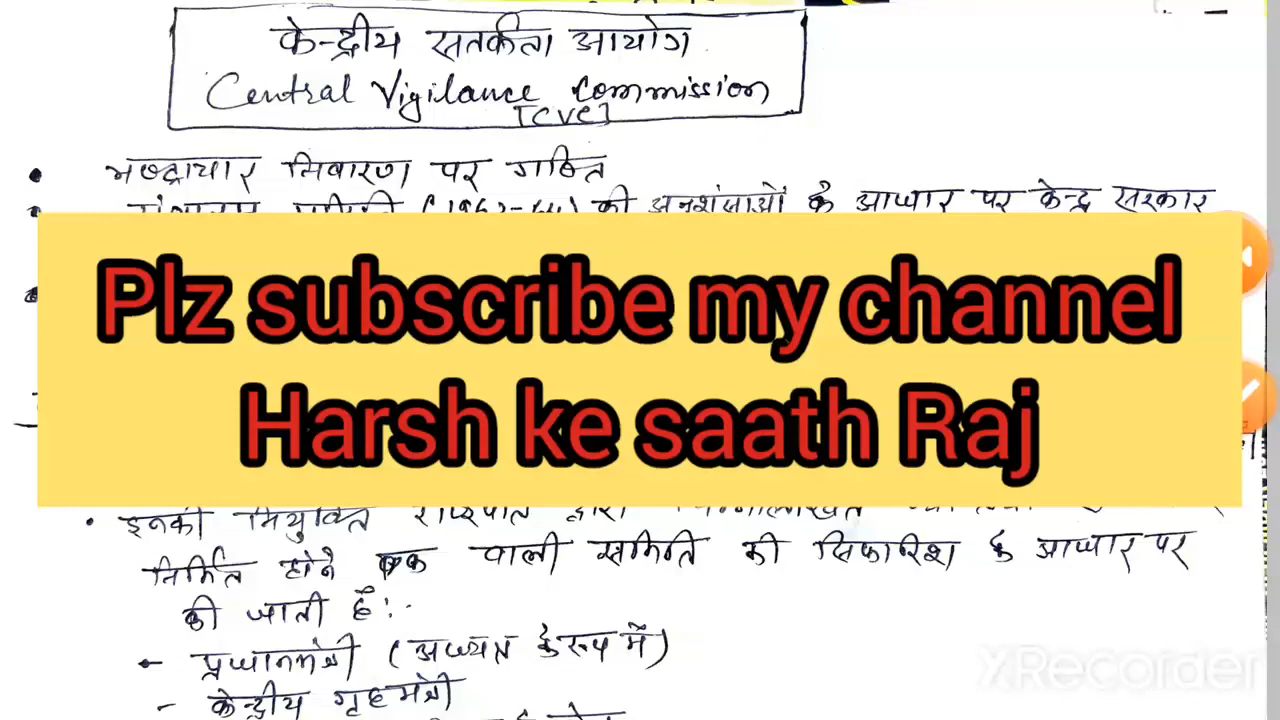 केन्द्रीय सतर्कता आयोग
Central Vigilance Commission
[CVC]
• भ्रष्टाचार निवारण पर गठित
की अनुशंसाओं के आधार पर केन्द्र सरकार
Plz subscribe my channel
Harsh ke saath Raj
• इनकी नियुक्ति राष्ट्रपति द्वारा
निर्मित होने वाली समिति की सिफारिश के आधार पर
की जाती है:-
- प्रधानमंत्री (अध्यक्ष के रूप में)
- केन्द्रीय गृहमंत्री
XRecorder